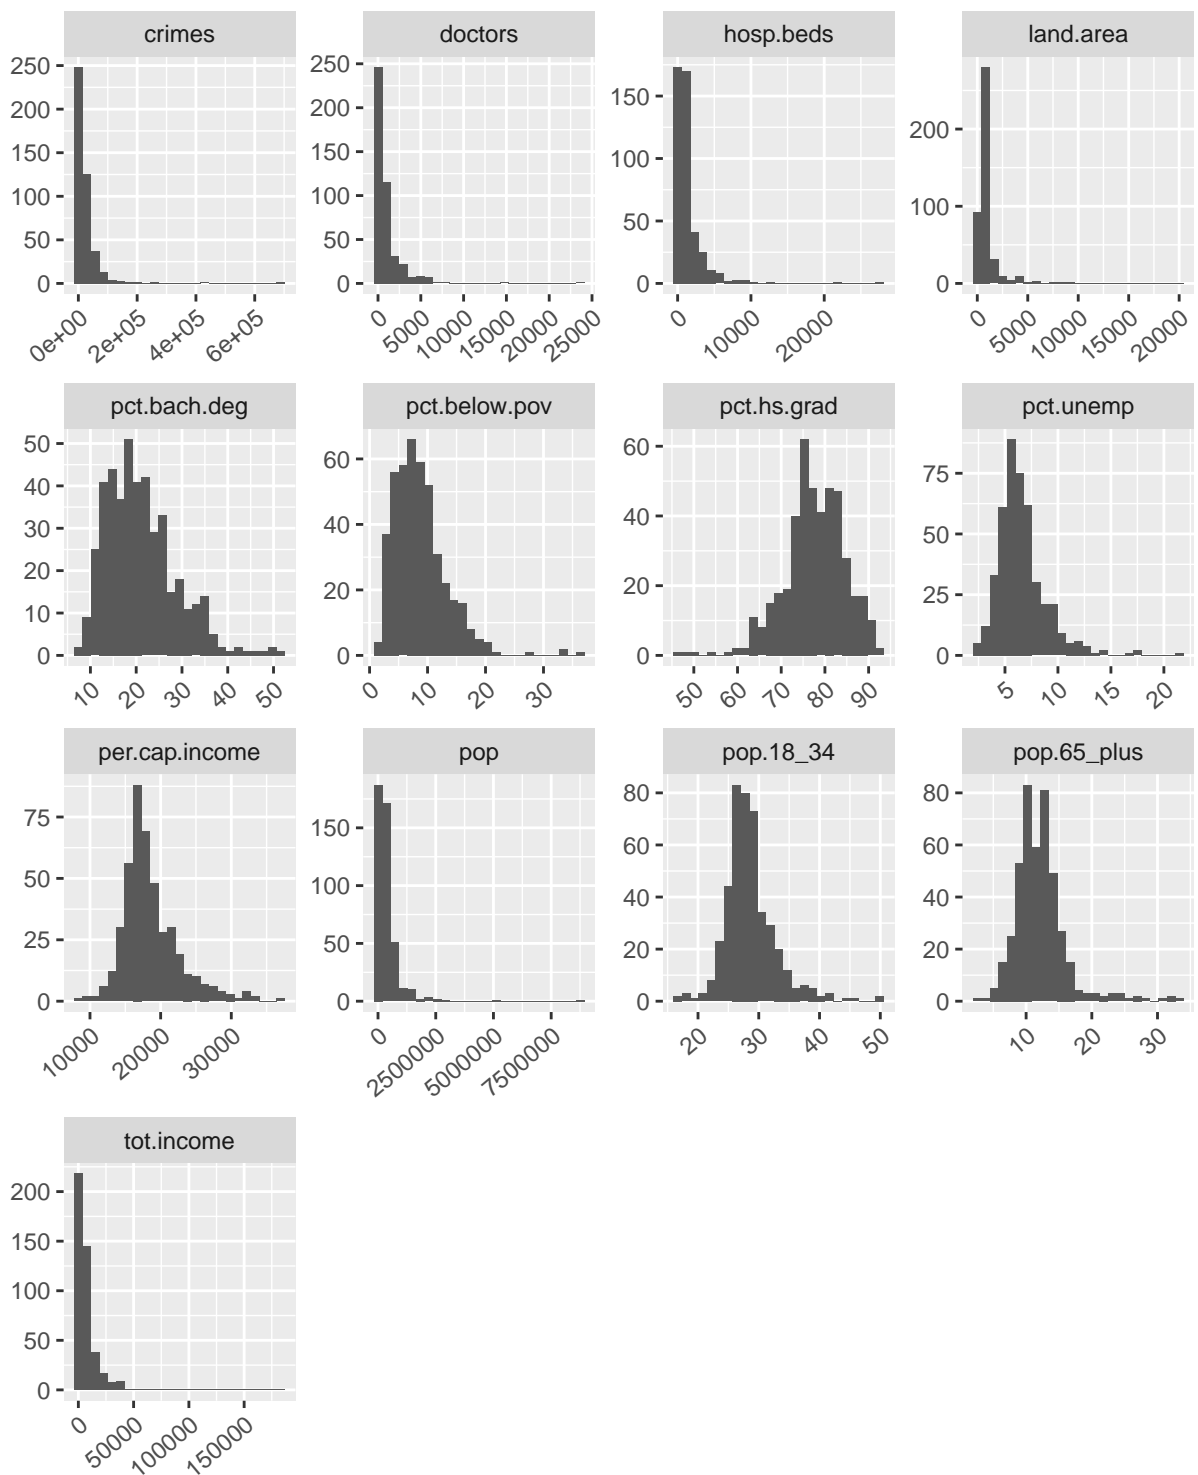 crimes doctors hosp.beds land.area
250 200 150 100 50 0
250 200 150 100 50 0
150 100 50 0
200 100 0
0e+00 2e+05 4e+05 6e+05
0 5000 10000 15000 20000 25000
0 10000 20000
0 5000 10000 15000 20000
pct.bach.deg pct.below.pov pct.hs.grad pct.unemp
50 40 30 20 10 0
60 40 20 0
60 40 20 0
75 50 25 0
10 20 30 40 50
0 10 20 30
50 60 70 80 90
5 10 15 20
per.cap.income pop pop.18_34 pop.65_plus
75 50 25 0
150 100 50 0
80 60 40 20 0
80 60 40 20 0
10000 20000 30000
0 2500000 5000000 7500000
20 30 40 50
10 20 30
tot.income
200 150 100 50 0
0 50000 100000 150000